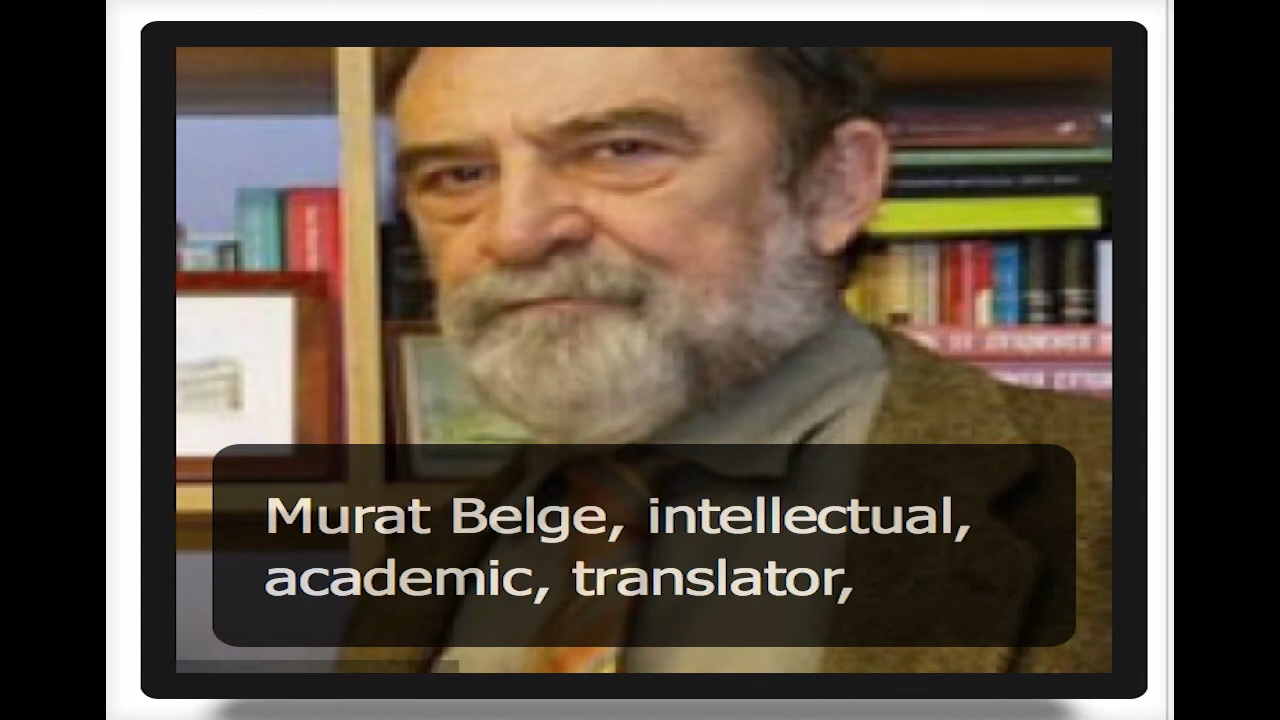 Murat Belge, intellectual,
academic, translator,